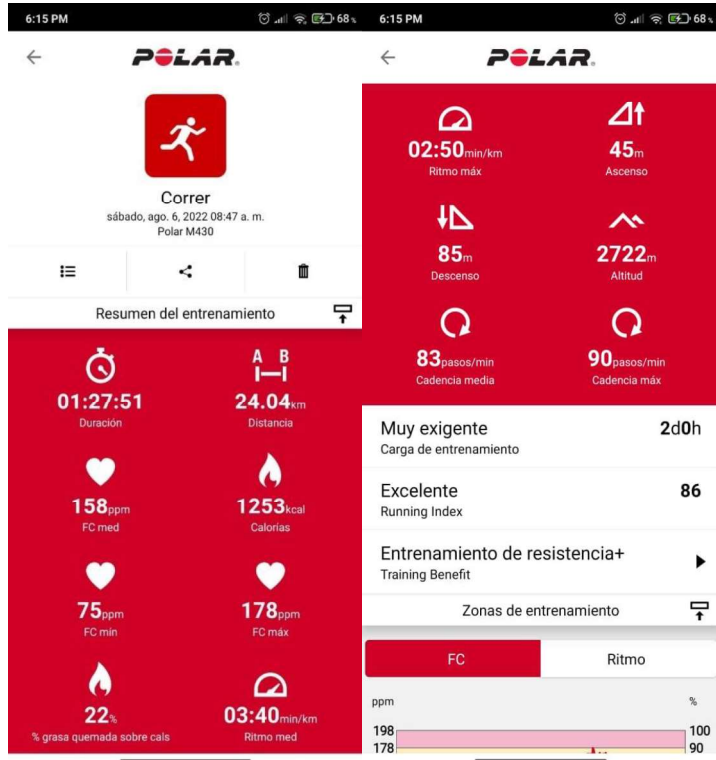 6:15 PM
68%
POLAR.
Correr
sábado, ago. 6, 2022 08:47 a. m.
Polar M430
Resumen del entrenamiento
A B
01:27:51
24.04km
Duración
Distancia
158ppm
1253kcal
FC med
Calorías
75ppm
178ppm
FC min
FC máx
22%
03:40min/km
% grasa quemada sobre cals
Ritmo med
6:15 PM
68%
POLAR.
02:50min/km
45m
Ritmo máx
Ascenso
85m
2722m
Descenso
Altitud
83pasos/min
90pasos/min
Cadencia media
Cadencia máx
Muy exigente
2d0h
Carga de entrenamiento
Excelente
86
Running Index
Entrenamiento de resistencia+
Training Benefit
Zonas de entrenamiento
FC
Ritmo
ppm
%
198
100
178
90